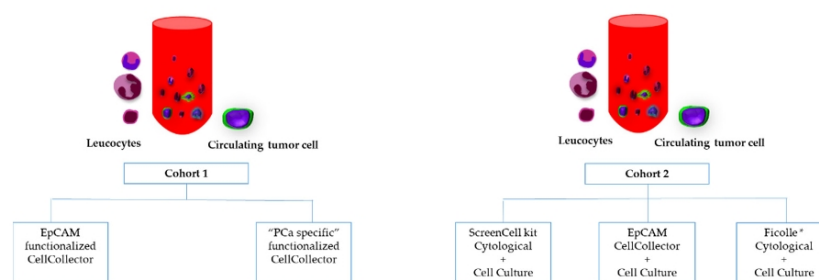 Leucocytes
Circulating tumor cell
Cohort 1
EpCAM
functionalized
CellCollector
"PCa specific"
functionalized
CellCollector
Leucocytes
Circulating tumor cell
Cohort 2
ScreenCell kit
Cytological
+
Cell Culture
EpCAM
CellCollector
+
Cell Culture
Ficolle *
Cytological
+
Cell Culture